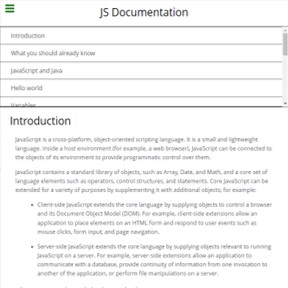 JS Documentation
Introduction
What you should already know
JavaScript and Java
Hello world
Variables
Introduction
JavaScript is a cross-platform, object-oriented scripting language. It is a small and lightweight
language. Inside a host environment (for example, a web browser), JavaScript can be connected to
the objects of its environment to provide programmatic control over them.
JavaScript contains a standard library of objects, such as Array, Date, and Math, and a core set of
language elements such as operators, control structures, and statements. Core JavaScript can be
extended for a variety of purposes by supplementing it with additional objects; for example:
Client-side JavaScript extends the core language by supplying objects to control a browser
and its Document Object Model (DOM). For example, client-side extensions allow an
application to place elements on an HTML form and respond to user events such as
mouse clicks, form input, and page navigation.
Server-side JavaScript extends the core language by supplying objects relevant to running
JavaScript on a server. For example, server-side extensions allow an application to
communicate with a database, provide continuity of information from one invocation to
another of the application, or perform file manipulations on a server.